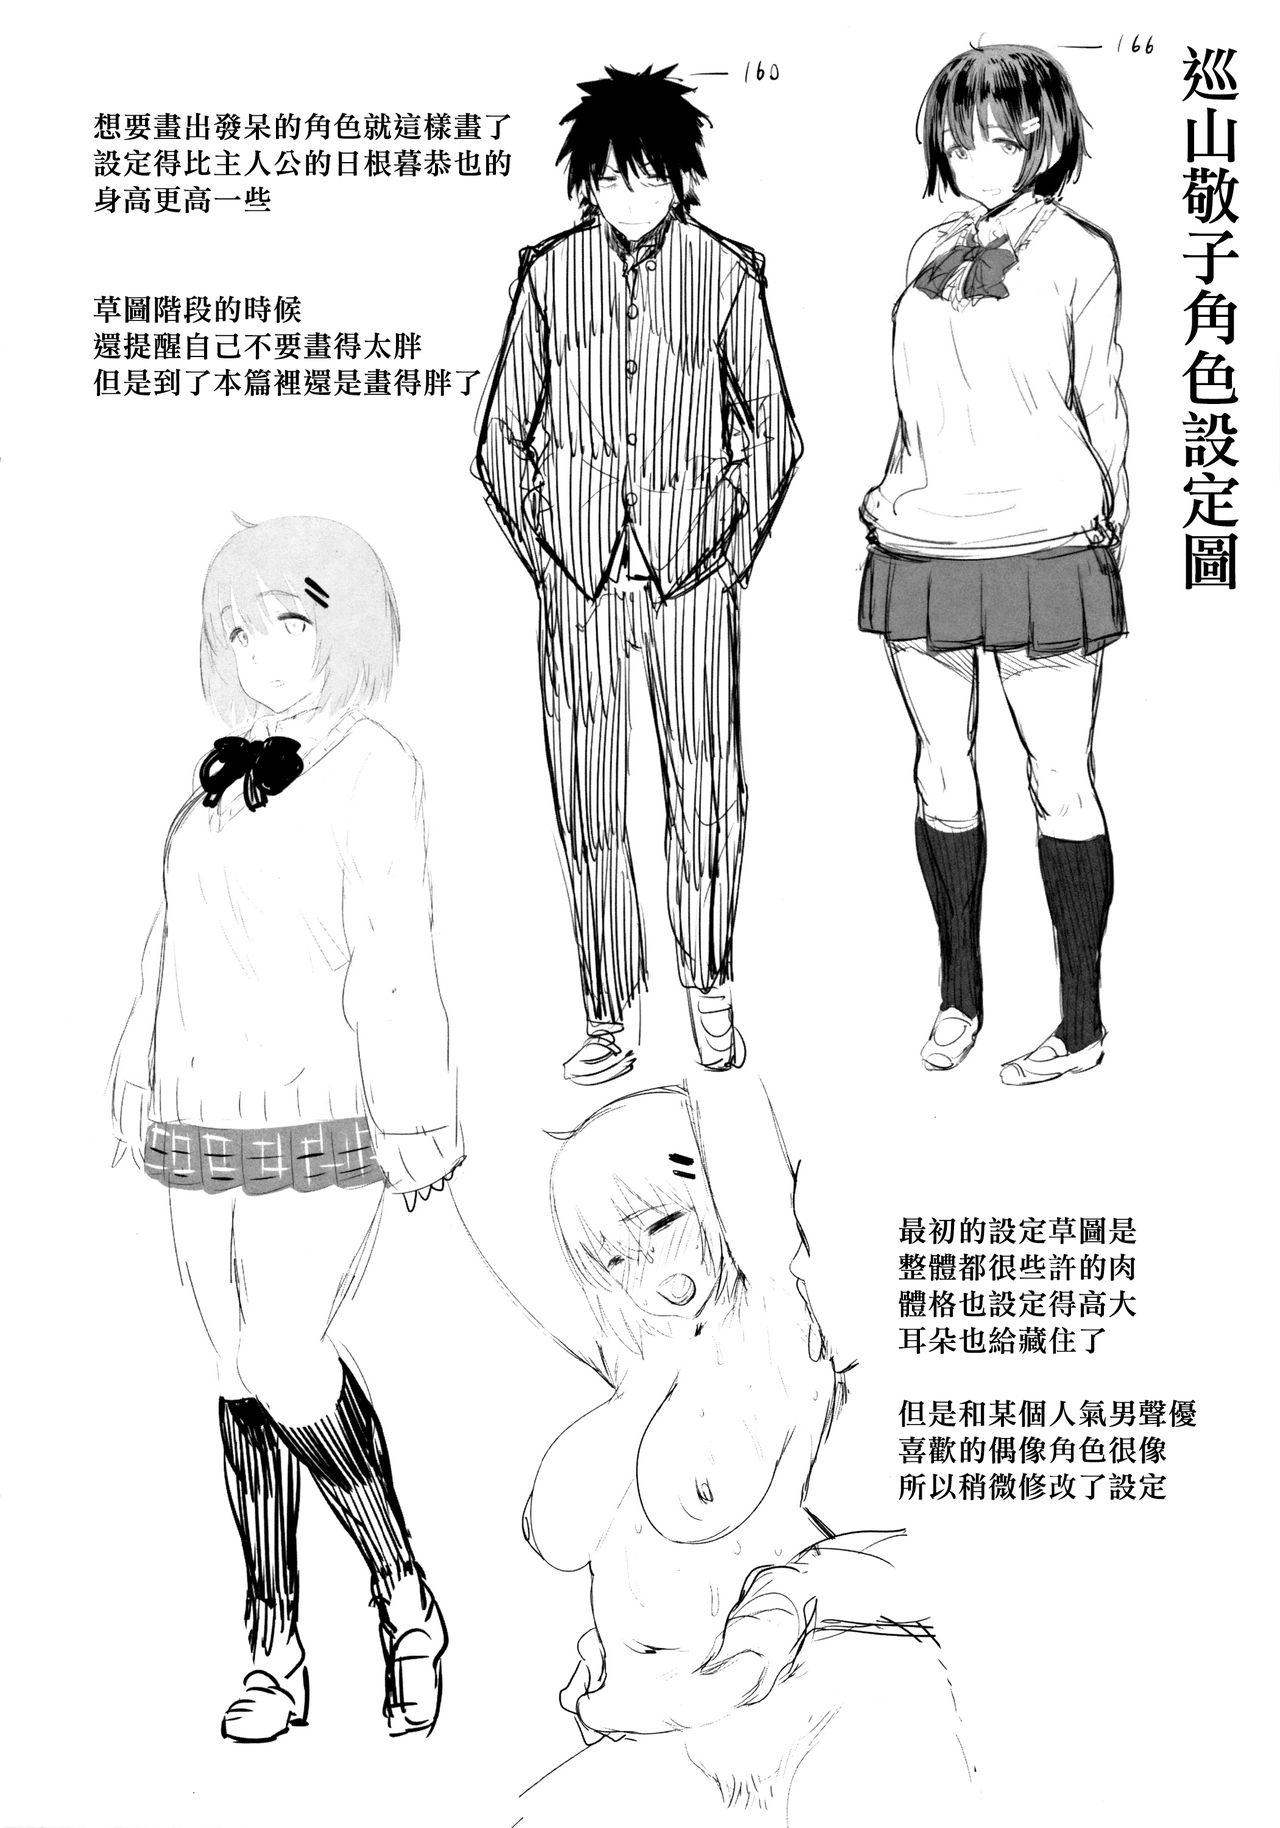 巡山敬子角色設定圖
166
160
想要畫出發呆的角色就這樣畫了
設定得比主人公的日根暮恭也的
身高更高一些
草圖階段的時候
還提醒自己不要畫得太胖
但是到了本篇裡還是畫得胖了
最初的設定草圖是
整體都很些許的肉
體格也設定得高大
耳朵也給藏住了
但是和某個人氣男聲優
喜歡的偶像角色很像
所以稍微修改了設定